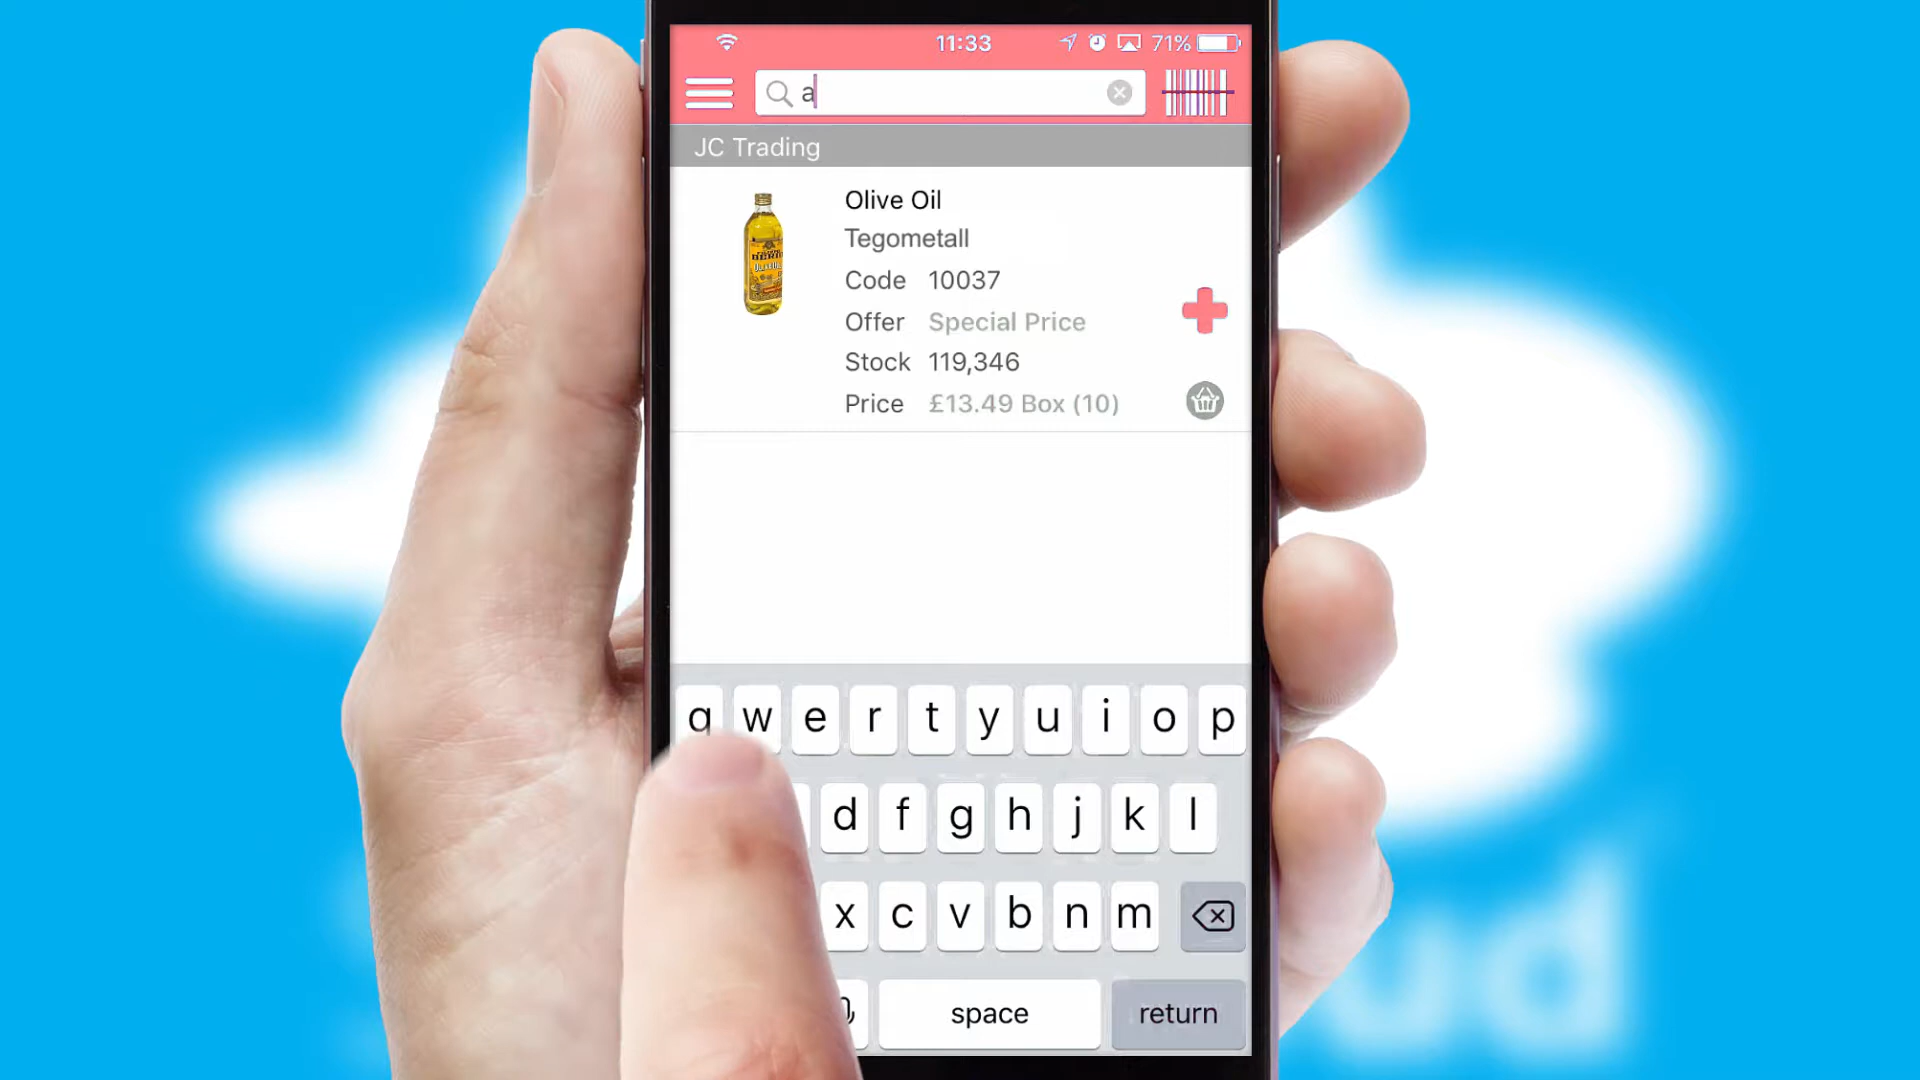 11:33 71%
a
JC Trading
Olive Oil
Tegometall
Code 10037
Offer Special Price
Stock 119,346
Price £13.49 Box (10)
q w e r t y u i o p
d f g h j k l
x c v b n m
space return
ud